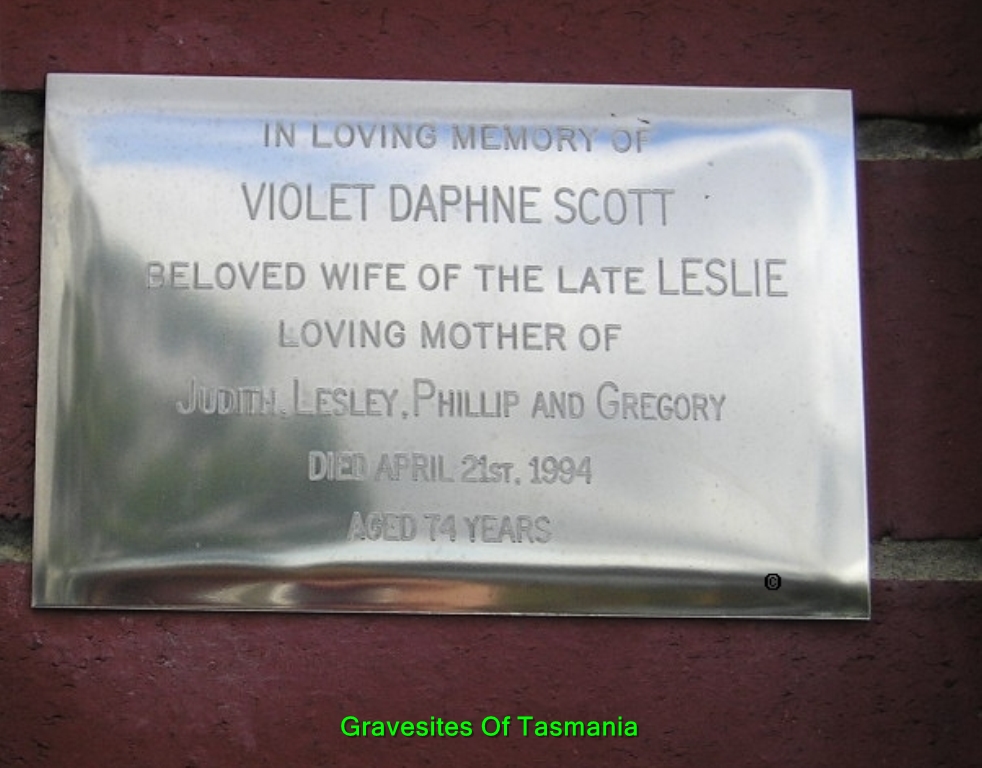 IN LOVING MEMORY OF
VIOLET DAPHNE SCOTT
BELOVED WIFE OF THE LATE LESLIE
LOVING MOTHER OF
JUDITH, LESLEY, PHILLIP AND GREGORY
DIED APRIL 21ST, 1994
AGED 74 YEARS
©
Gravesites Of Tasmania